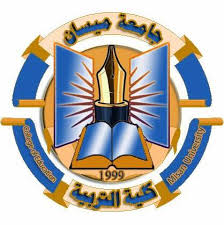 جامعة ميسان
College of Education
Misan University
1999
كلية التربية